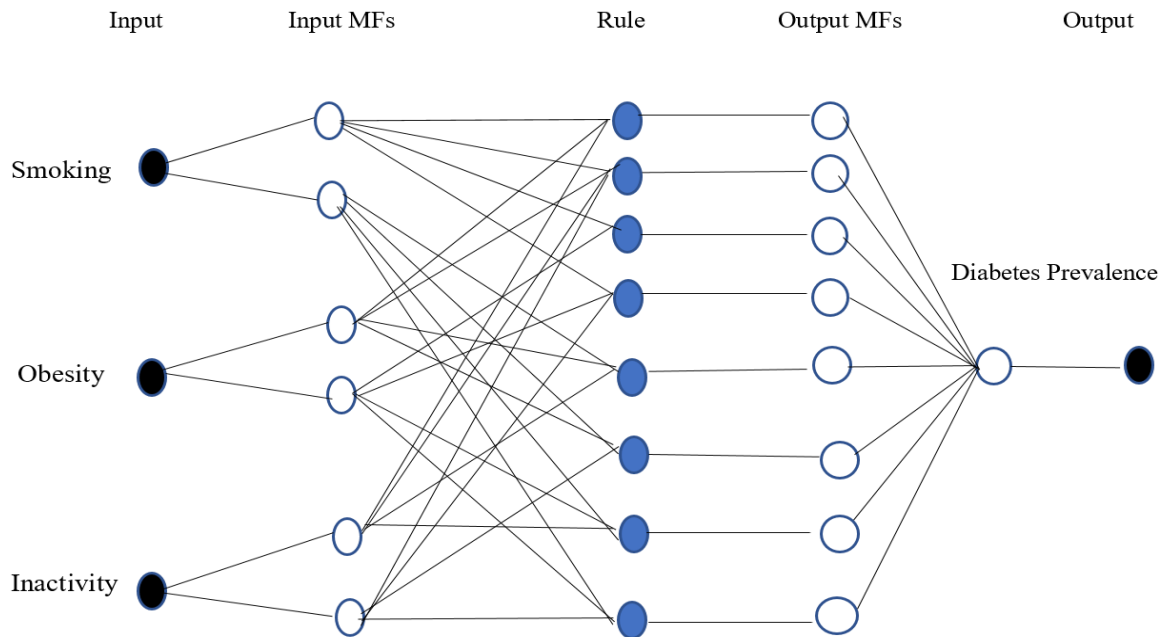 Input Input MFs Rule Output MFs Output
Smoking
Diabetes Prevalence
Obesity
Inactivity